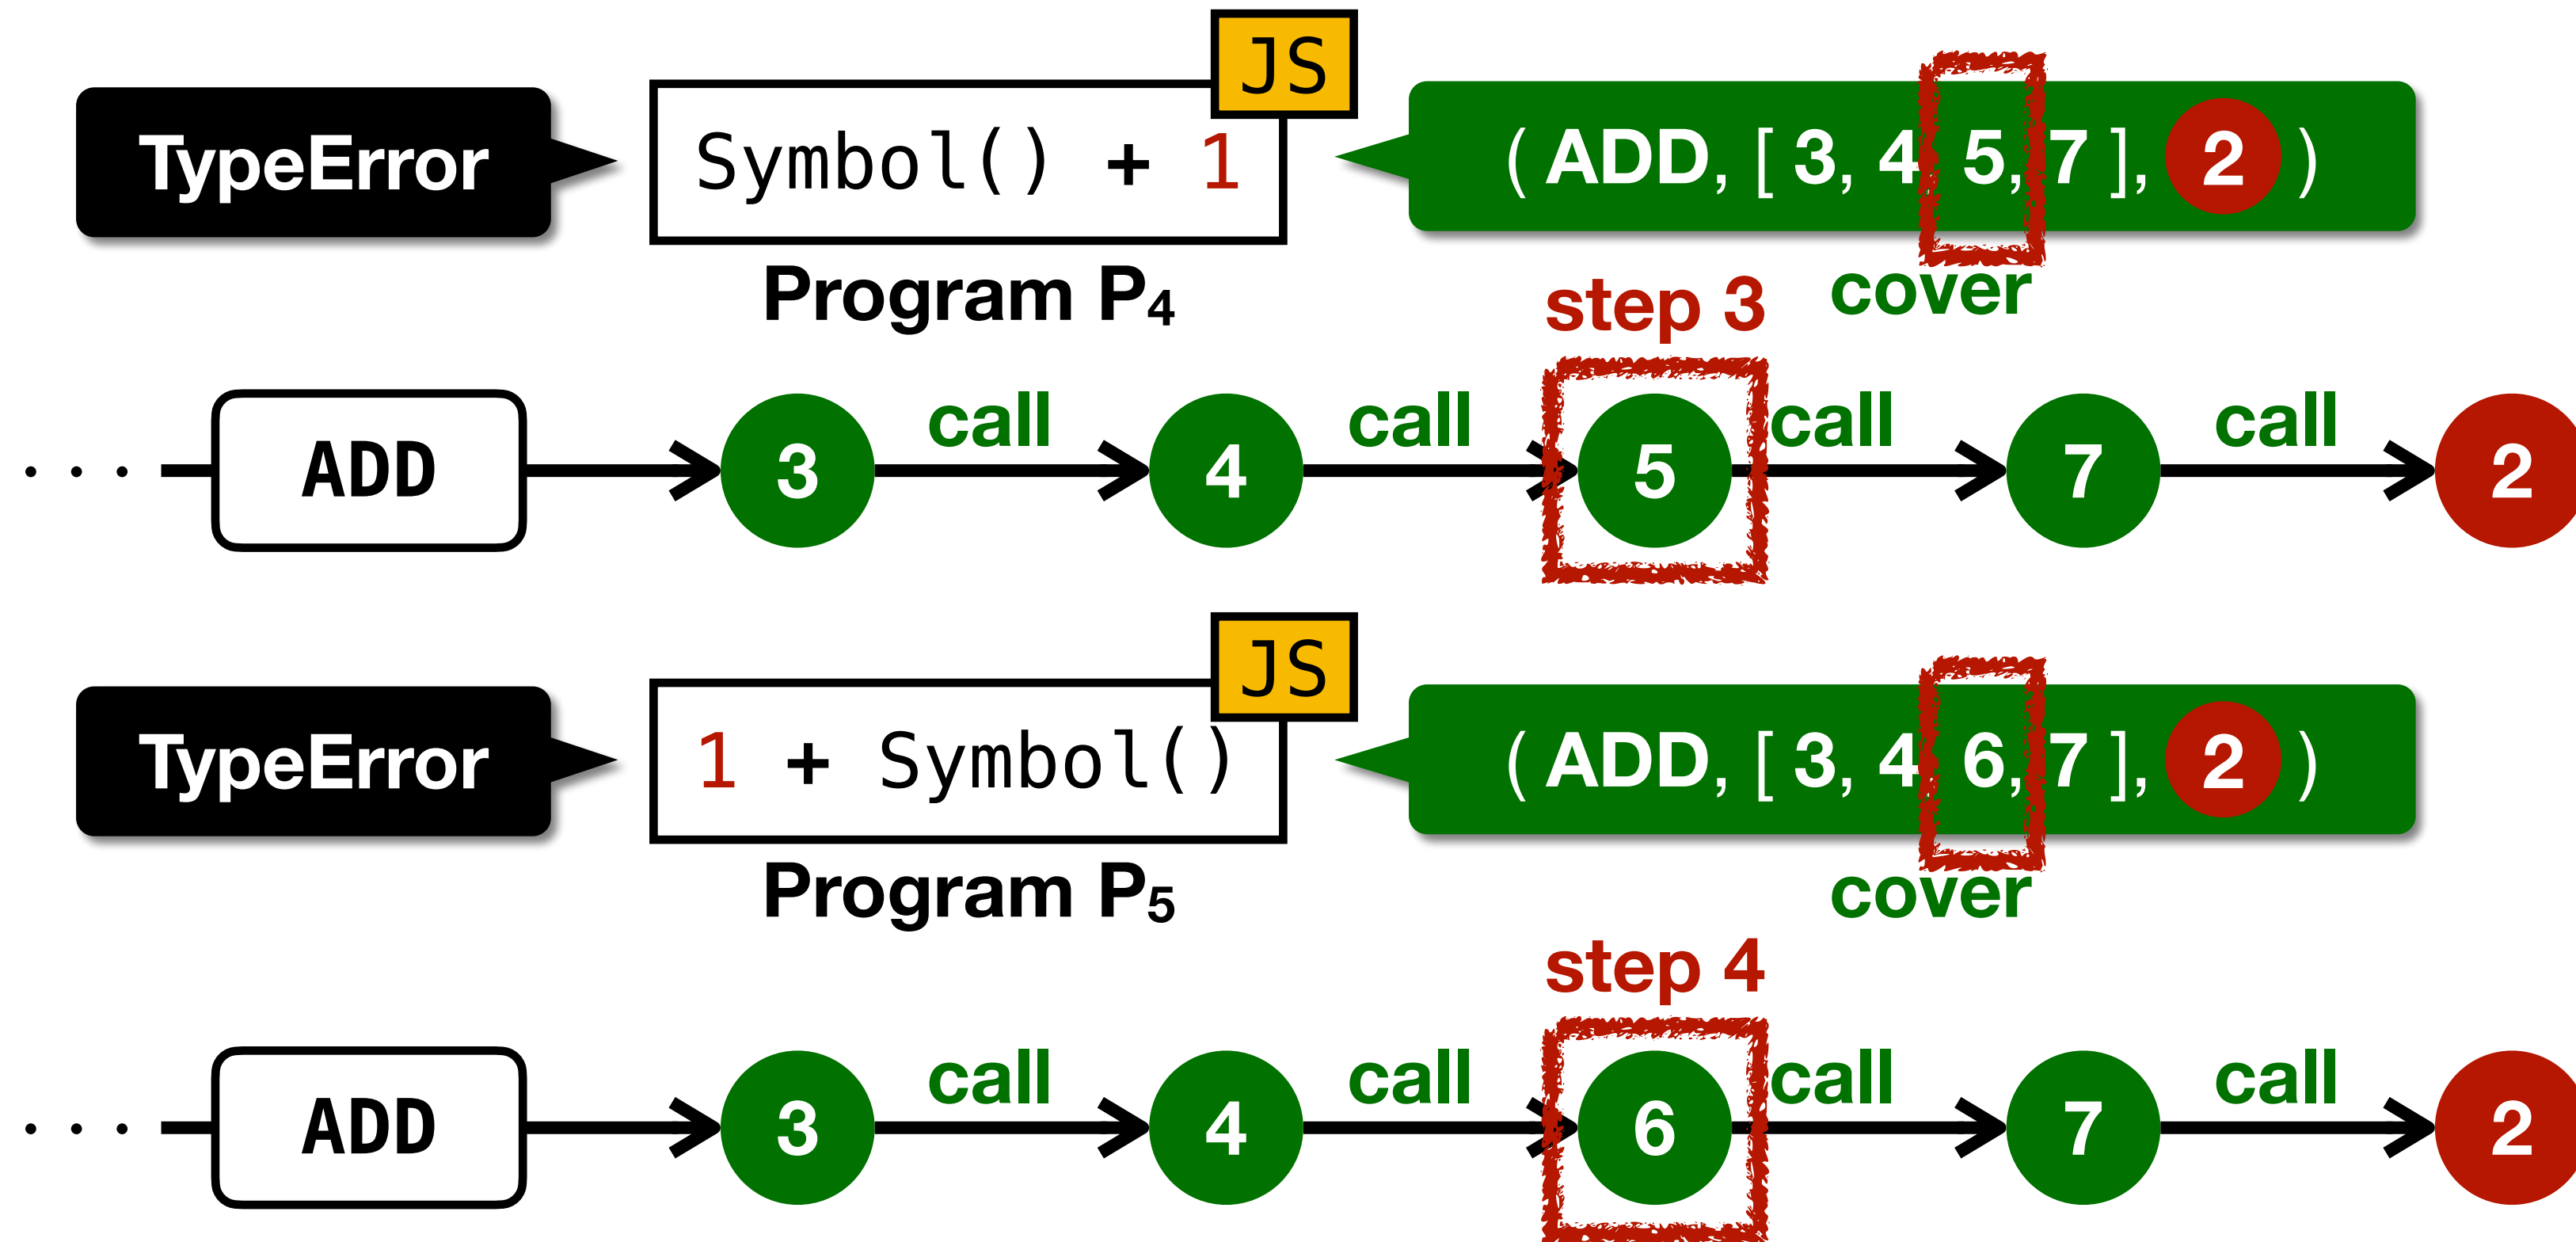 JS
TypeError
Symbol() + 1
( ADD, [ 3, 4, 5, 7 ], 2 )
Program P₄
step 3
cover
· · ·
ADD
3
call
4
call
5
call
7
call
2
JS
TypeError
1 + Symbol()
( ADD, [ 3, 4, 6, 7 ], 2 )
Program P₅
cover
step 4
· · ·
ADD
3
call
4
call
6
call
7
call
2